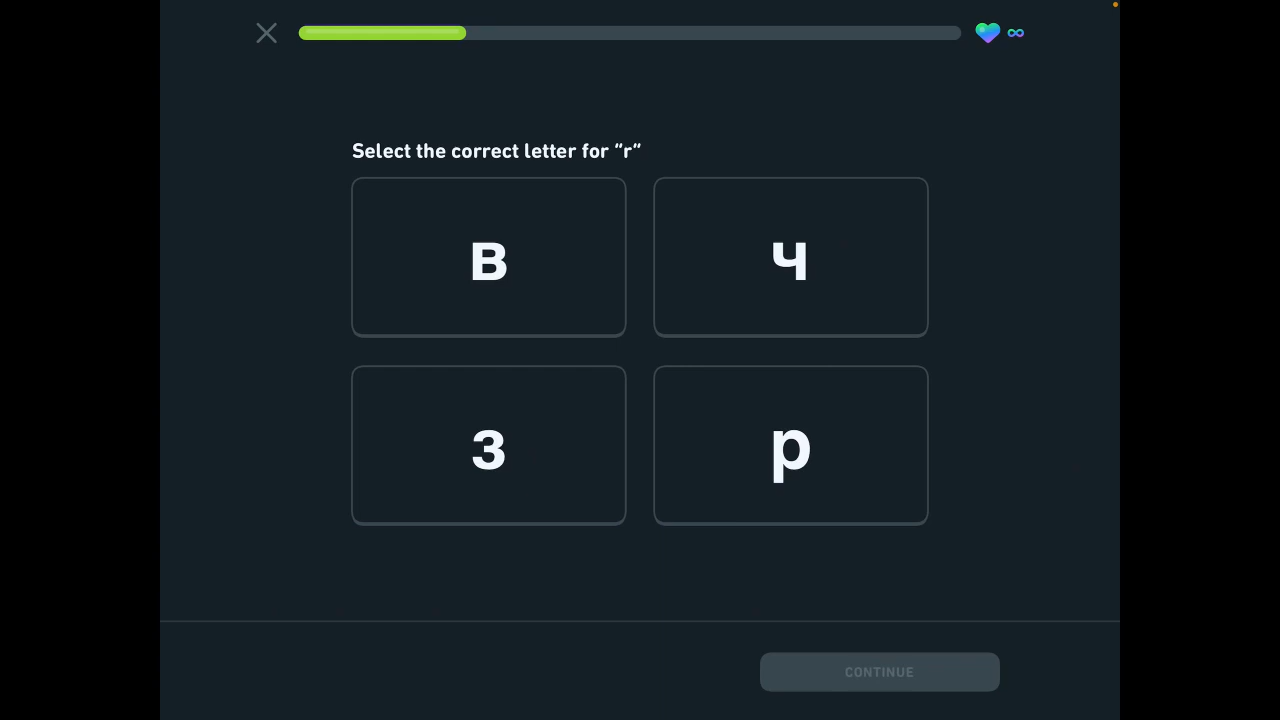 Select the correct letter for “r”
в
ч
з
р
CONTINUE